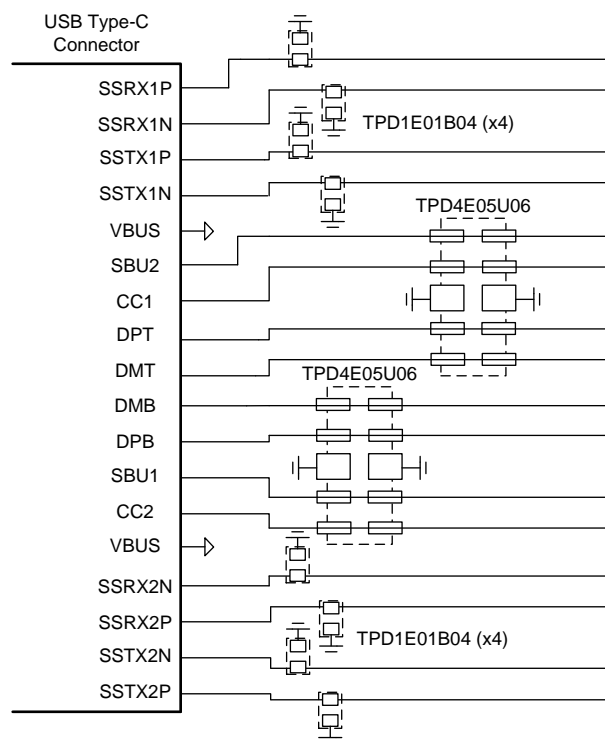 USB Type-C
Connector
SSRX1P
SSRX1N
TPD1E01B04 (x4)
SSTX1P
SSTX1N
TPD4E05U06
VBUS
SBU2
CC1
DPT
DMT
TPD4E05U06
DMB
DPB
SBU1
CC2
VBUS
SSRX2N
SSRX2P
TPD1E01B04 (x4)
SSTX2N
SSTX2P